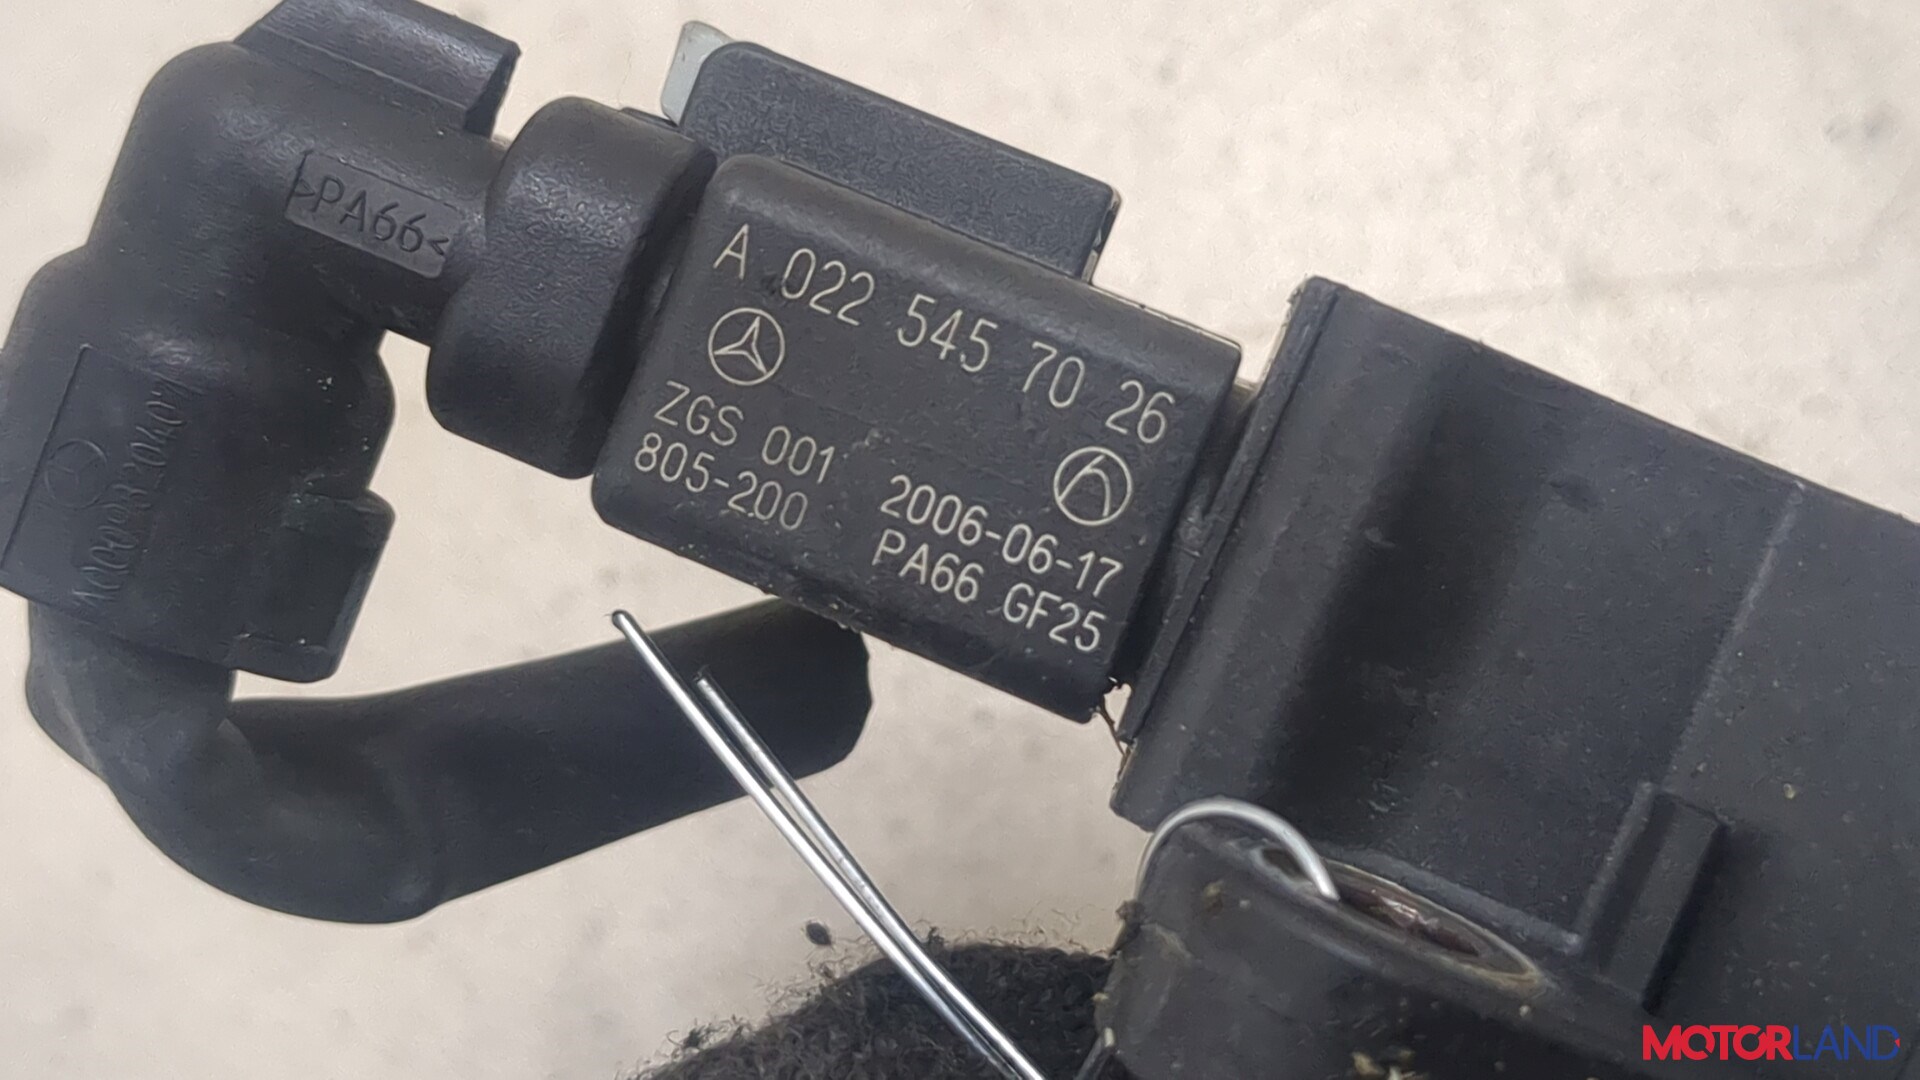 >PA66<
A 022 545 70 26
ZGS 001
805-200
2006-06-17
PA66 GF25
MOTORLAND